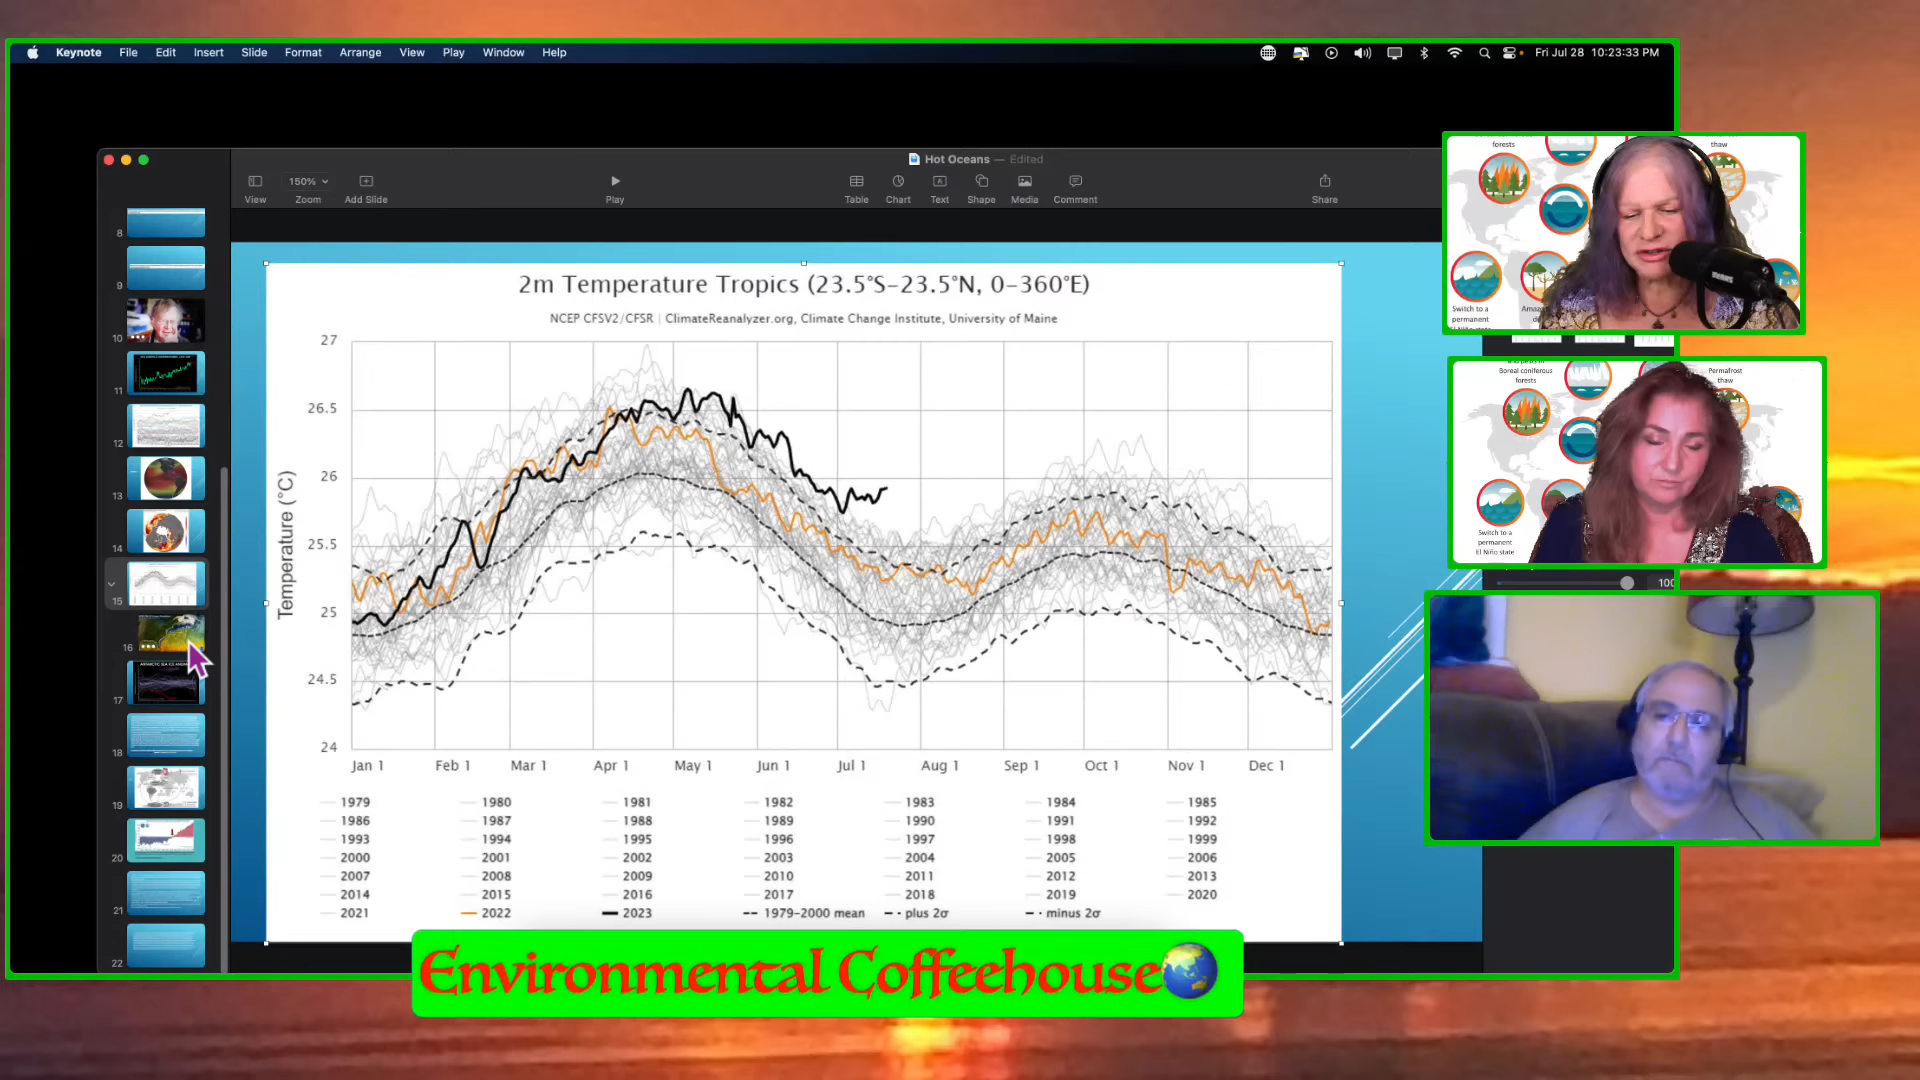 Keynote File Edit Insert Slide Format Arrange View Play Window Help
Fri Jul 28 10:23:33 PM
Hot Oceans — Edited
150%
View Zoom Add Slide Play Table Chart Text Shape Media Comment Share
8
9
10
11
12
13
14
15
16
17
18
19
20
21
22
2m Temperature Tropics (23.5°S–23.5°N, 0–360°E)
NCEP CFSV2/CFSR | ClimateReanalyzer.org, Climate Change Institute, University of Maine
Temperature (°C)
27
26.5
26
25.5
25
24.5
24
Jan 1 Feb 1 Mar 1 Apr 1 May 1 Jun 1 Jul 1 Aug 1 Sep 1 Oct 1 Nov 1 Dec 1
1979 1980 1981 1982 1983 1984 1985
1986 1987 1988 1989 1990 1991 1992
1993 1994 1995 1996 1997 1998 1999
2000 2001 2002 2003 2004 2005 2006
2007 2008 2009 2010 2011 2012 2013
2014 2015 2016 2017 2018 2019 2020
2021 2022 2023 1979–2000 mean plus 2σ minus 2σ
forests
thaw
Switch to a
permanent
Boreal coniferous
forests
Permafrost
thaw
Switch to a
permanent
El Niño state
100
Environmental Coffeehouse